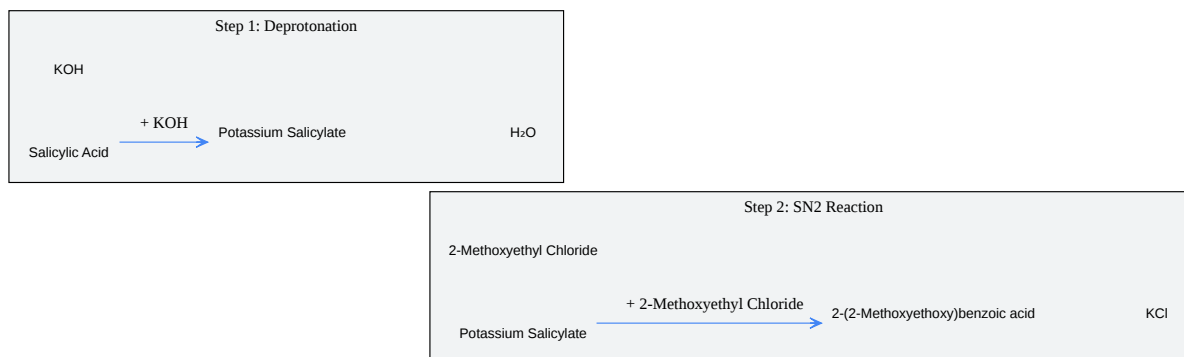 Step 1: Deprotonation
KOH
+ KOH
Salicylic Acid
Potassium Salicylate
H₂O
Step 2: SN2 Reaction
2-Methoxyethyl Chloride
+ 2-Methoxyethyl Chloride
Potassium Salicylate
2-(2-Methoxyethoxy)benzoic acid
KCl